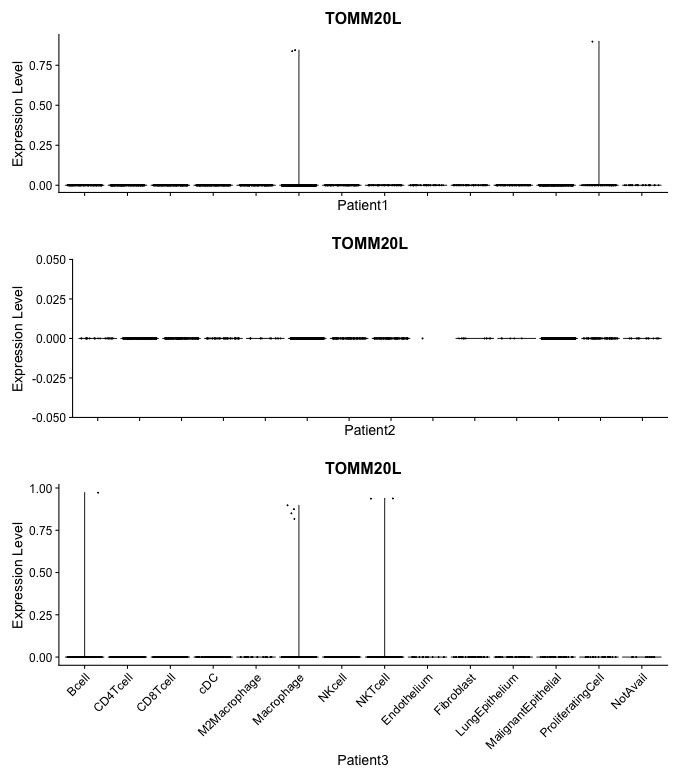 TOMM20L
Expression Level
0.75
0.50
0.25
0.00
Patient1
TOMM20L
Expression Level
0.050
0.025
0.000
-0.025
-0.050
Patient2
TOMM20L
Expression Level
1.00
0.75
0.50
0.25
0.00
Bcell
CD4Tcell
CD8Tcell
cDC
M2Macrophage
Macrophage
NKcell
NKTcell
Endothelium
Fibroblast
LungEpithelium
MalignantEpithelial
ProliferatingCell
NotAvail
Patient3